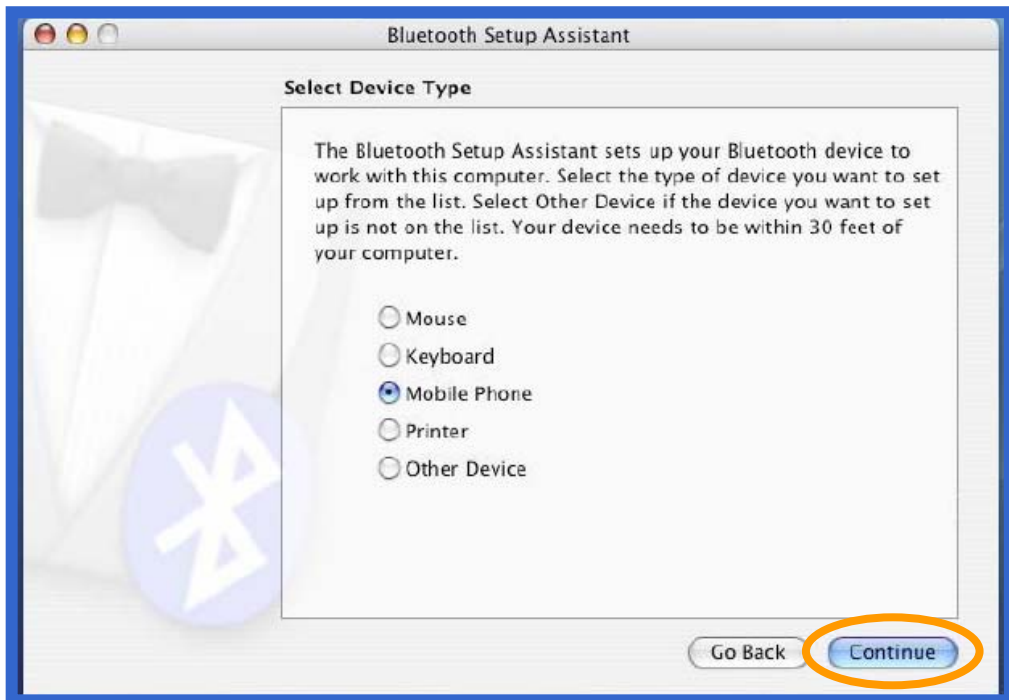 Bluetooth Setup Assistant
Select Device Type
The Bluetooth Setup Assistant sets up your Bluetooth device to
work with this computer. Select the type of device you want to set
up from the list. Select Other Device if the device you want to set
up is not on the list. Your device needs to be within 30 feet of
your computer.
Mouse
Keyboard
Mobile Phone
Printer
Other Device
Go Back Continue